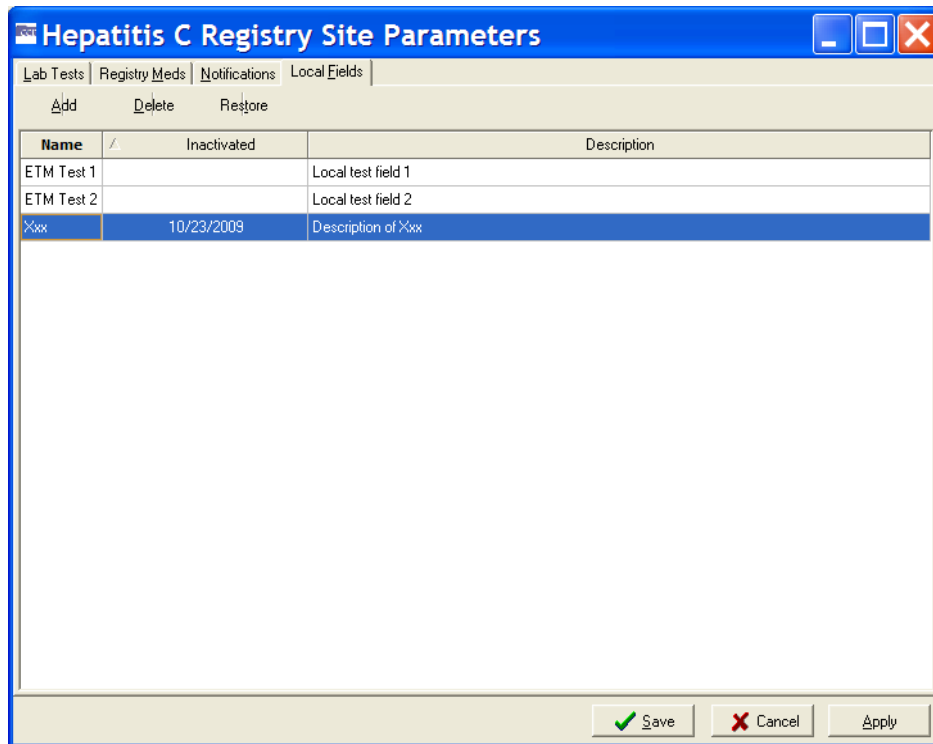 Hepatitis C Registry Site Parameters
Lab Tests Registry Meds Notifications Local Fields
Add Delete Restore
Name Inactivated Description
ETM Test 1 Local test field 1
ETM Test 2 Local test field 2
Xxx 10/23/2009 Description of Xxx
Save Cancel Apply